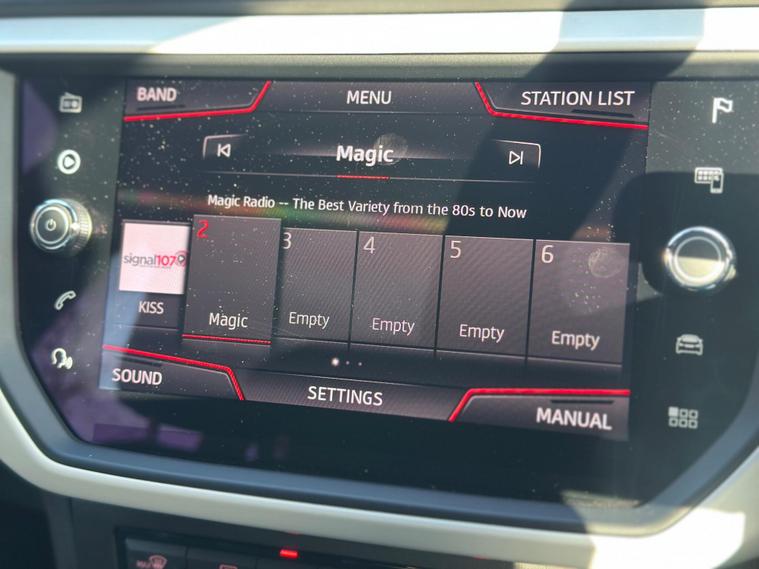 BAND
MENU
STATION LIST
Magic
Magic Radio -- The Best Variety from the 80s to Now
2
3
4
5
6
signal107
KISS
Magic
Empty
Empty
Empty
Empty
SOUND
SETTINGS
MANUAL